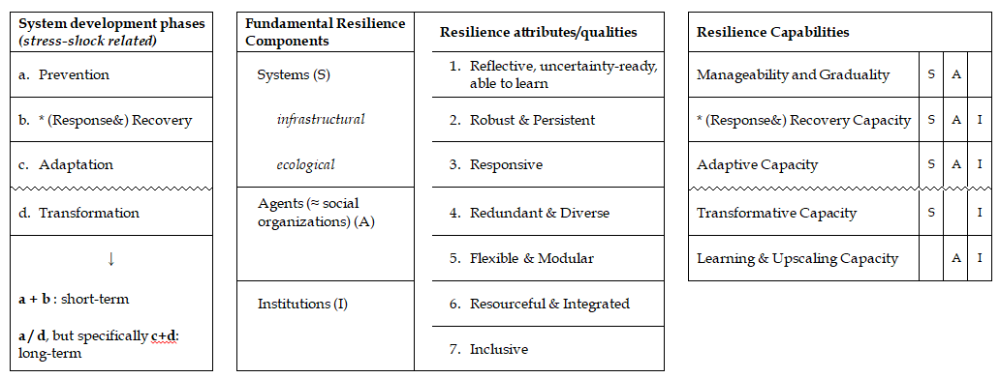 System development phases
(stress-shock related)
a. Prevention
b. * (Response&) Recovery
c. Adaptation
d. Transformation
↓
a + b : short-term
a / d, but specifically c+d:
long-term
Fundamental Resilience
Components
Systems (S)
infrastructural
ecological
Agents (≈ social
organizations) (A)
Institutions (I)
Resilience attributes/qualities
1. Reflective, uncertainty-ready,
able to learn
2. Robust & Persistent
3. Responsive
4. Redundant & Diverse
5. Flexible & Modular
6. Resourceful & Integrated
7. Inclusive
Resilience Capabilities
Manageability and Graduality S A
* (Response&) Recovery Capacity S A I
Adaptive Capacity S A I
Transformative Capacity S I
Learning & Upscaling Capacity A I